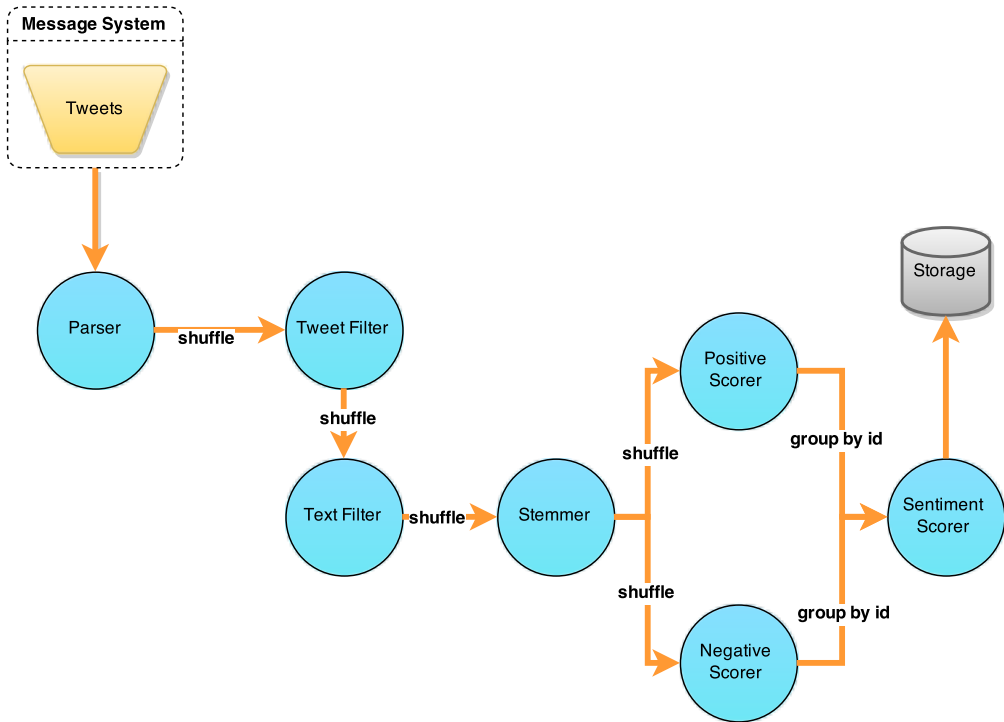 Message System
Tweets
Parser
shuffle
Tweet Filter
shuffle
Text Filter
shuffle
Stemmer
shuffle
shuffle
Positive
Scorer
Negative
Scorer
group by id
group by id
Sentiment
Scorer
Storage